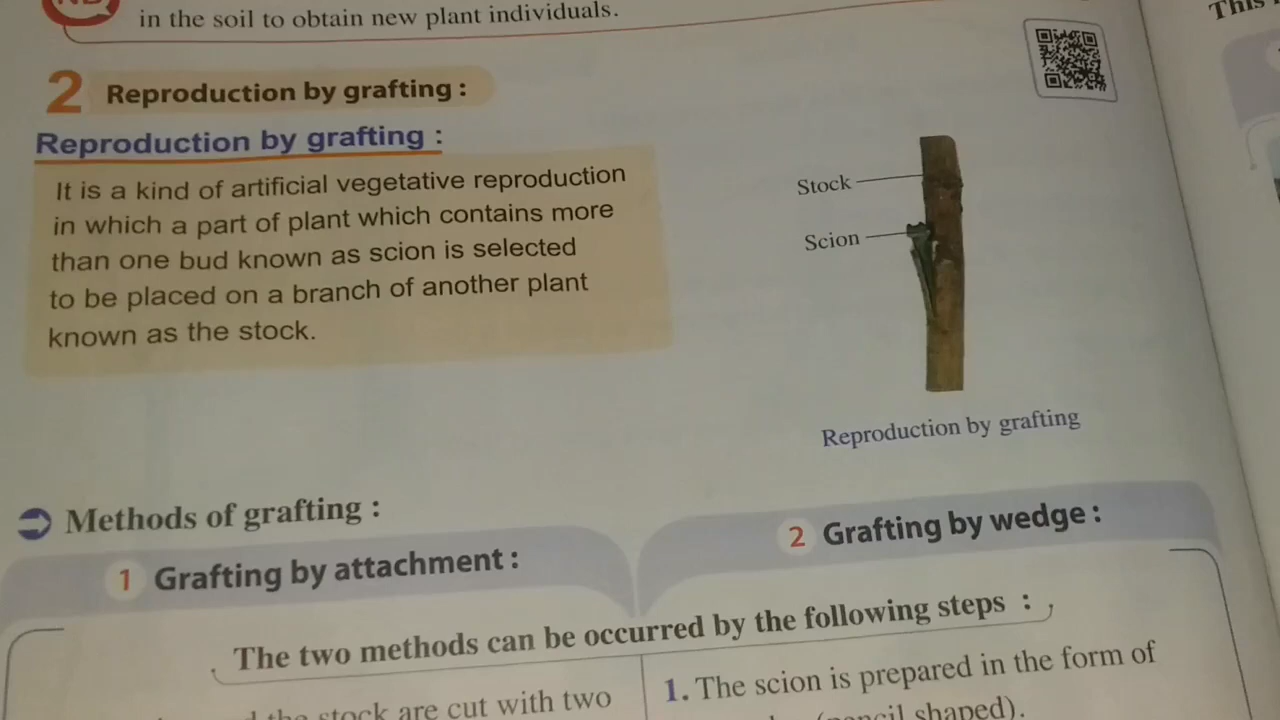 in the soil to obtain new plant individuals.
2 Reproduction by grafting :
Reproduction by grafting :
It is a kind of artificial vegetative reproduction
in which a part of plant which contains more
than one bud known as scion is selected
to be placed on a branch of another plant
known as the stock.
Stock
Scion
Reproduction by grafting
Methods of grafting :
1 Grafting by attachment :
2 Grafting by wedge :
The two methods can be occurred by the following steps :
the stock are cut with two
1. The scion is prepared in the form of
(pencil shaped).
This